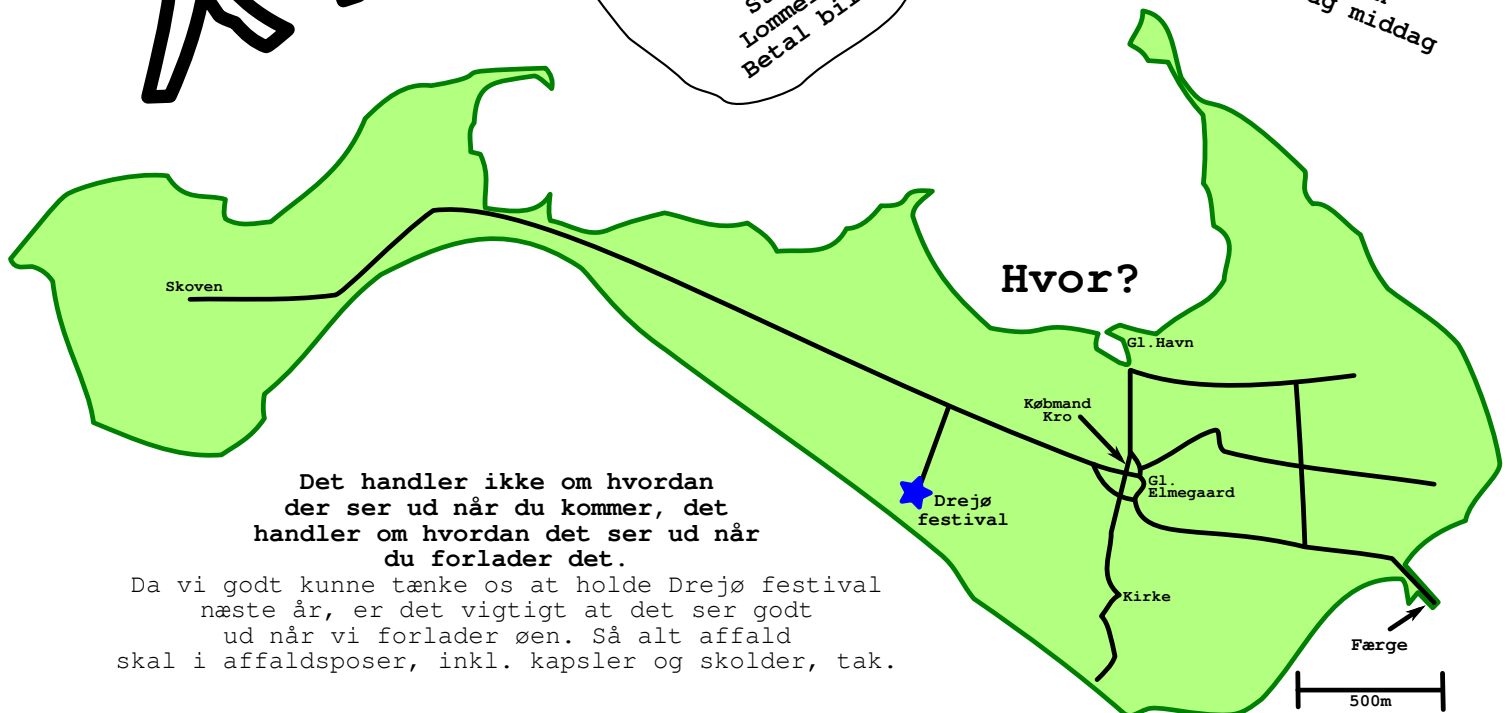 Lomme
Betal bil
middag
Hvor?
Skoven
Gl.Havn
Købmand
Kro
Gl.
Elmegaard
Drejø
festival
Kirke
Færge
500m
Det handler ikke om hvordan
der ser ud når du kommer, det
handler om hvordan det ser ud når
du forlader det.
Da vi godt kunne tænke os at holde Drejø festival
næste år, er det vigtigt at det ser godt
ud når vi forlader øen. Så alt affald
skal i affaldsposer, inkl. kapsler og skolder, tak.